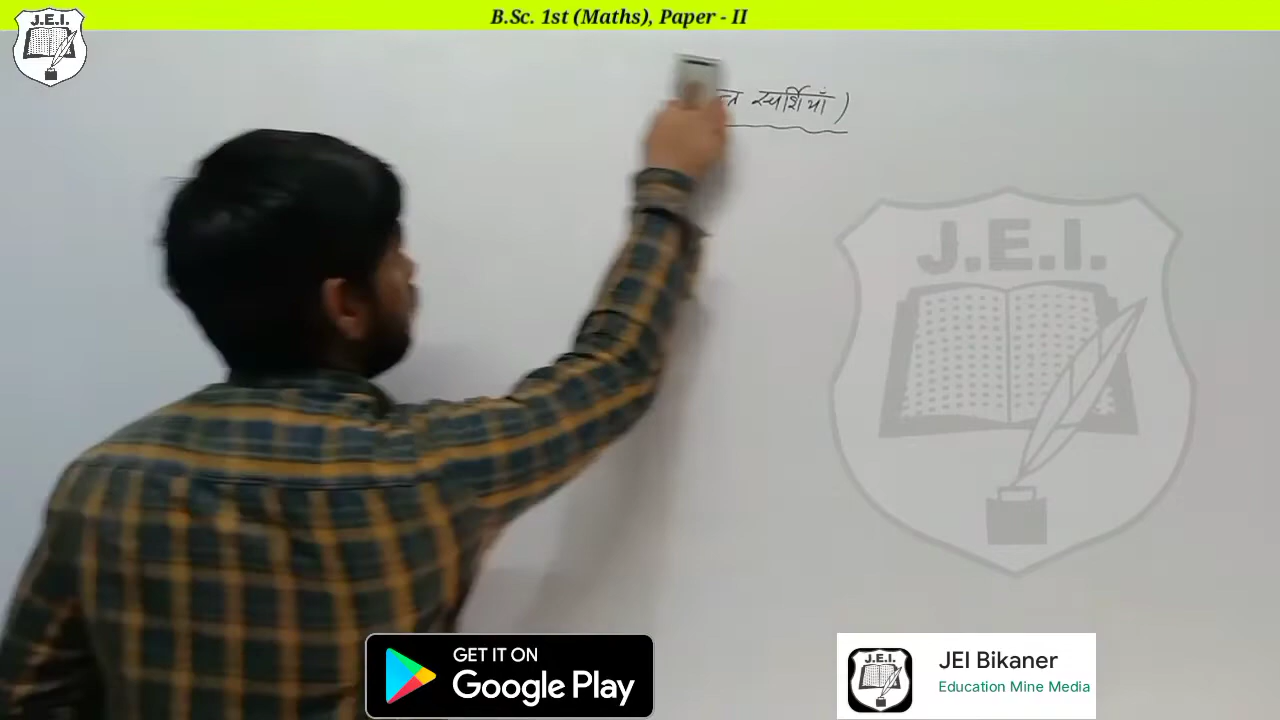 B.Sc. 1st (Maths), Paper - II
J.E.I.
स्पर्शियाँ )
J.E.I.
GET IT ON
Google Play
J.E.I.
JEI Bikaner
Education Mine Media